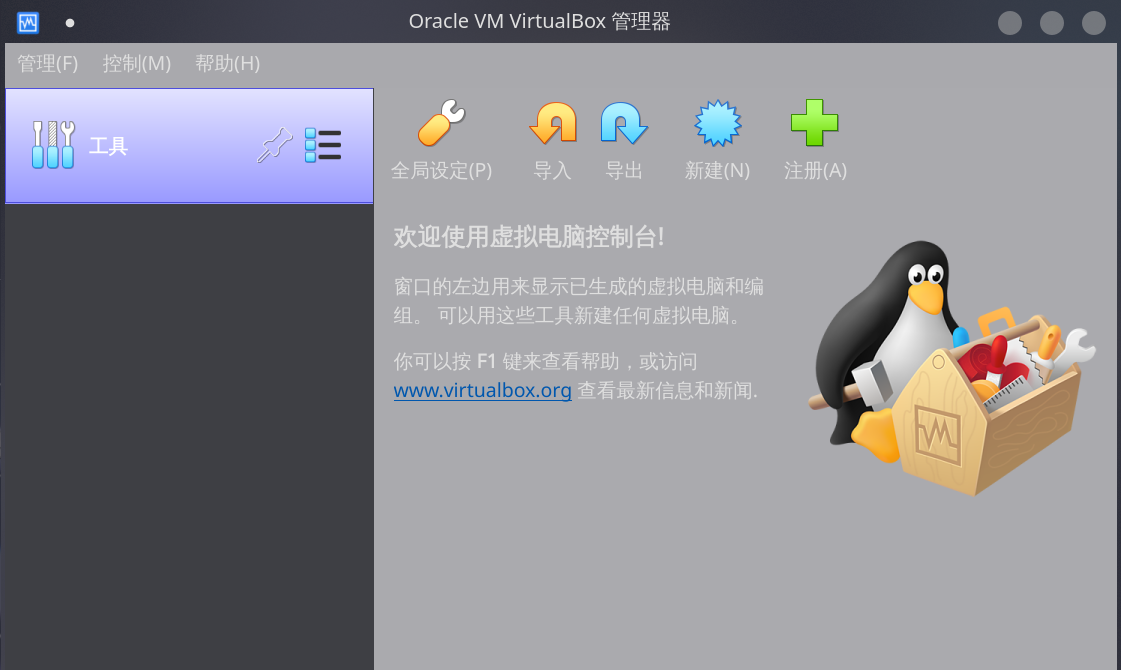 Oracle VM VirtualBox 管理器
管理(F) 控制(M) 帮助(H)
工具
全局设定(P) 导入 导出 新建(N) 注册(A)
欢迎使用虚拟电脑控制台!
窗口的左边用来显示已生成的虚拟电脑和编
组。 可以用这些工具新建任何虚拟电脑。
你可以按 F1 键来查看帮助，或访问
www.virtualbox.org 查看最新信息和新闻.